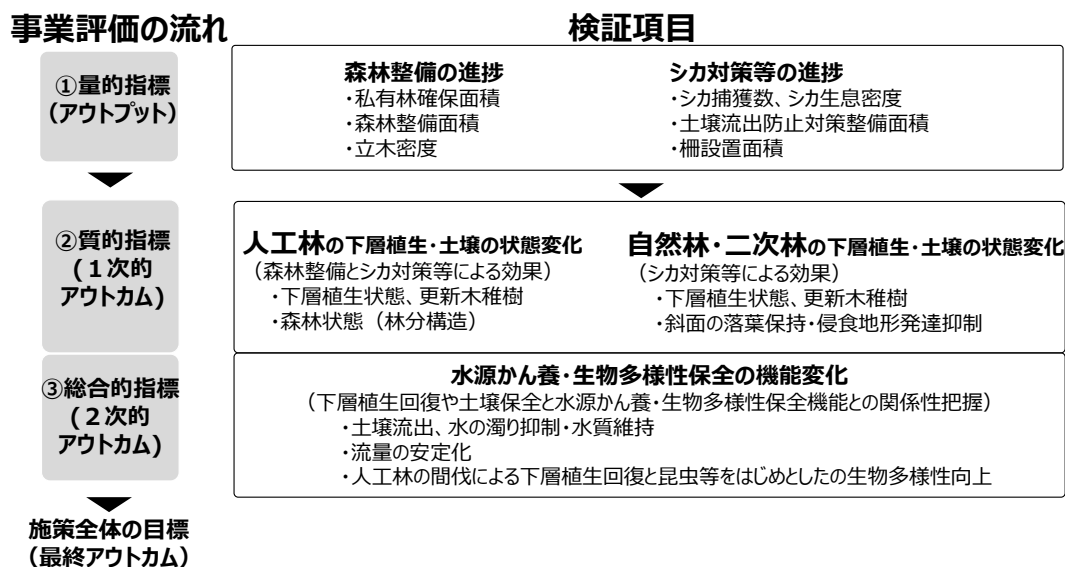 事業評価の流れ
検証項目
①量的指標
（アウトプット）
森林整備の進捗
・私有林確保面積
・森林整備面積
・立木密度
シカ対策等の進捗
・シカ捕獲数、シカ生息密度
・土壌流出防止対策整備面積
・柵設置面積
②質的指標
(１次的
アウトカム)
人工林の下層植生・土壌の状態変化
（森林整備とシカ対策等による効果）
・下層植生状態、更新木稚樹
・森林状態（林分構造）
自然林・二次林の下層植生・土壌の状態変化
（シカ対策等による効果）
・下層植生状態、更新木稚樹
・斜面の落葉保持・侵食地形発達抑制
③総合的指標
(２次的
アウトカム)
水源かん養・生物多様性保全の機能変化
（下層植生回復や土壌保全と水源かん養・生物多様性保全機能との関係性把握）
・土壌流出、水の濁り抑制・水質維持
・流量の安定化
・人工林の間伐による下層植生回復と昆虫等をはじめとしたの生物多様性向上
施策全体の目標
（最終アウトカム）